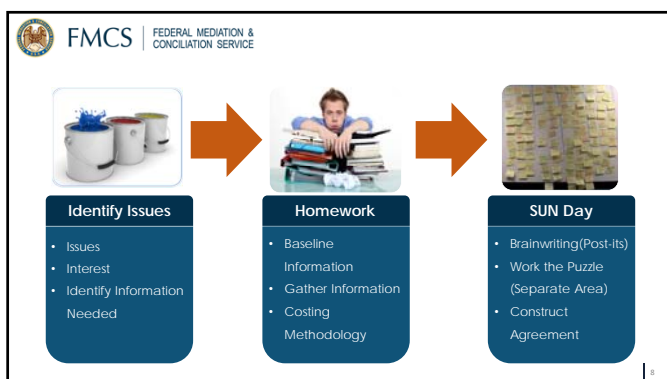 FMCS
FEDERAL MEDIATION &
CONCILIATION SERVICE
Identify Issues
• Issues
• Interest
• Identify Information
Needed
Homework
• Baseline
Information
• Gather Information
• Costing
Methodology
SUN Day
• Brainwriting(Post-its)
• Work the Puzzle
(Separate Area)
• Construct
Agreement
8